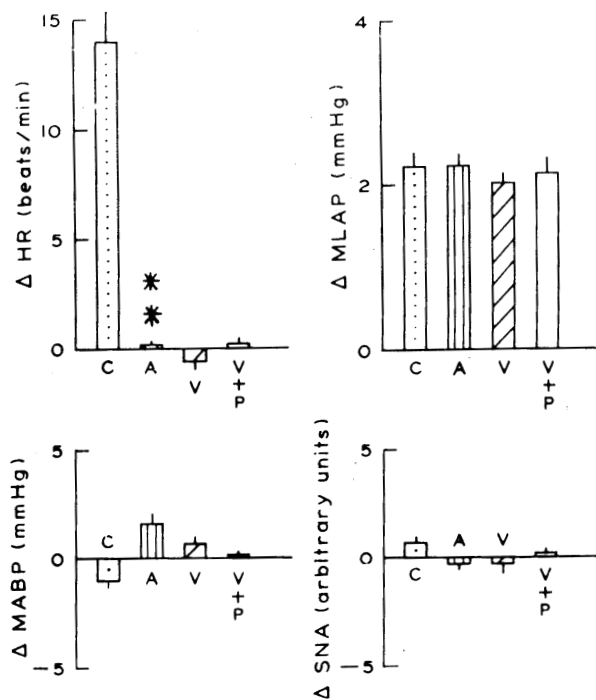 Δ HR (beats/min)
15
10
5
0
*
*
C
A
V
V
+
P
Δ MLAP (mmHg)
4
2
0
C
A
V
V
+
P
Δ MABP (mmHg)
5
0
−5
C
A
V
V
+
P
Δ SNA (arbitrary units)
5
0
−5
A
V
C
V
+
P